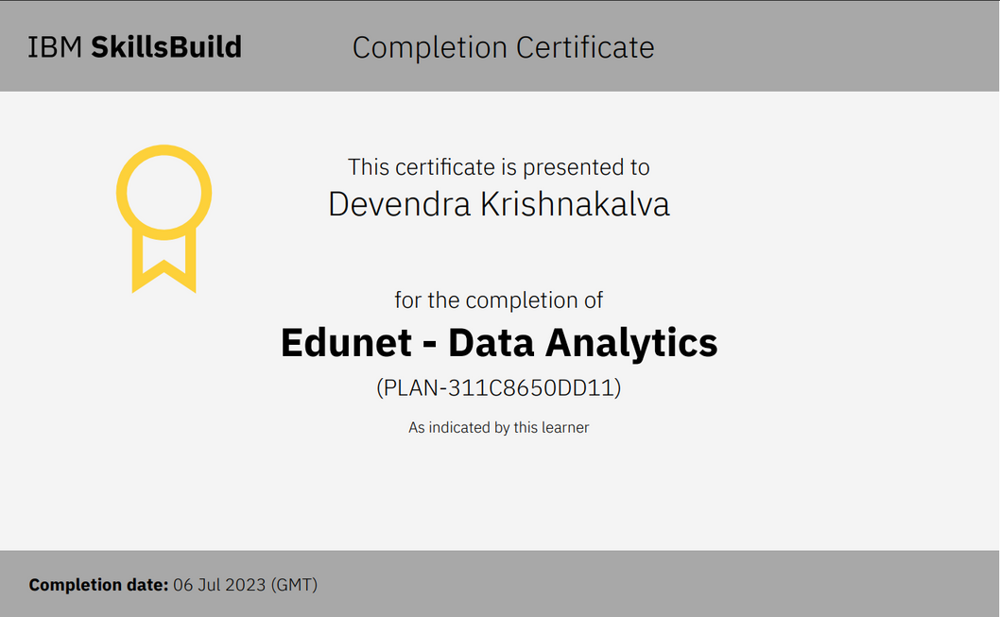 IBM SkillsBuild
Completion Certificate
This certificate is presented to
Devendra Krishnakalva
for the completion of
Edunet - Data Analytics
(PLAN-311C8650DD11)
As indicated by this learner
Completion date: 06 Jul 2023 (GMT)